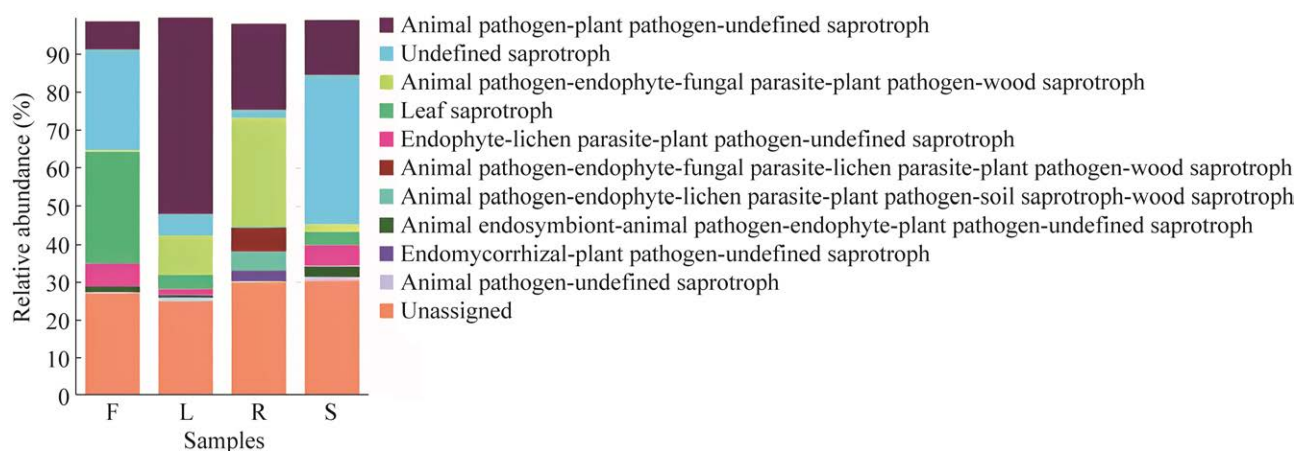 Relative abundance (%)
90
80
70
60
50
40
30
20
10
0
F L R S
Samples
Animal pathogen-plant pathogen-undefined saprotroph
Undefined saprotroph
Animal pathogen-endophyte-fungal parasite-plant pathogen-wood saprotroph
Leaf saprotroph
Endophyte-lichen parasite-plant pathogen-undefined saprotroph
Animal pathogen-endophyte-fungal parasite-lichen parasite-plant pathogen-wood saprotroph
Animal pathogen-endophyte-lichen parasite-plant pathogen-soil saprotroph-wood saprotroph
Animal endosymbiont-animal pathogen-endophyte-plant pathogen-undefined saprotroph
Endomycorrhizal-plant pathogen-undefined saprotroph
Animal pathogen-undefined saprotroph
Unassigned